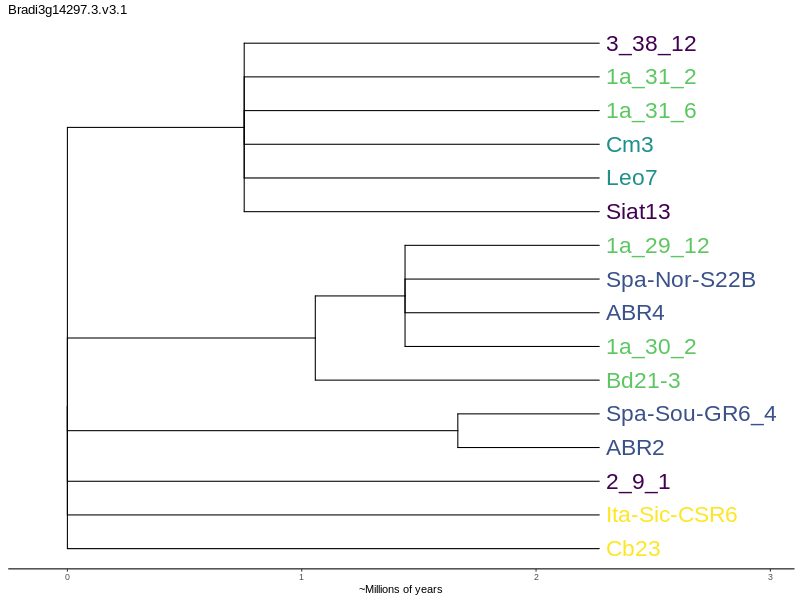 Bradi3g14297.3.v3.1
3_38_12
1a_31_2
1a_31_6
Cm3
Leo7
Siat13
1a_29_12
Spa-Nor-S22B
ABR4
1a_30_2
Bd21-3
Spa-Sou-GR6_4
ABR2
2_9_1
Ita-Sic-CSR6
Cb23
0 1 2 3
~Millions of years